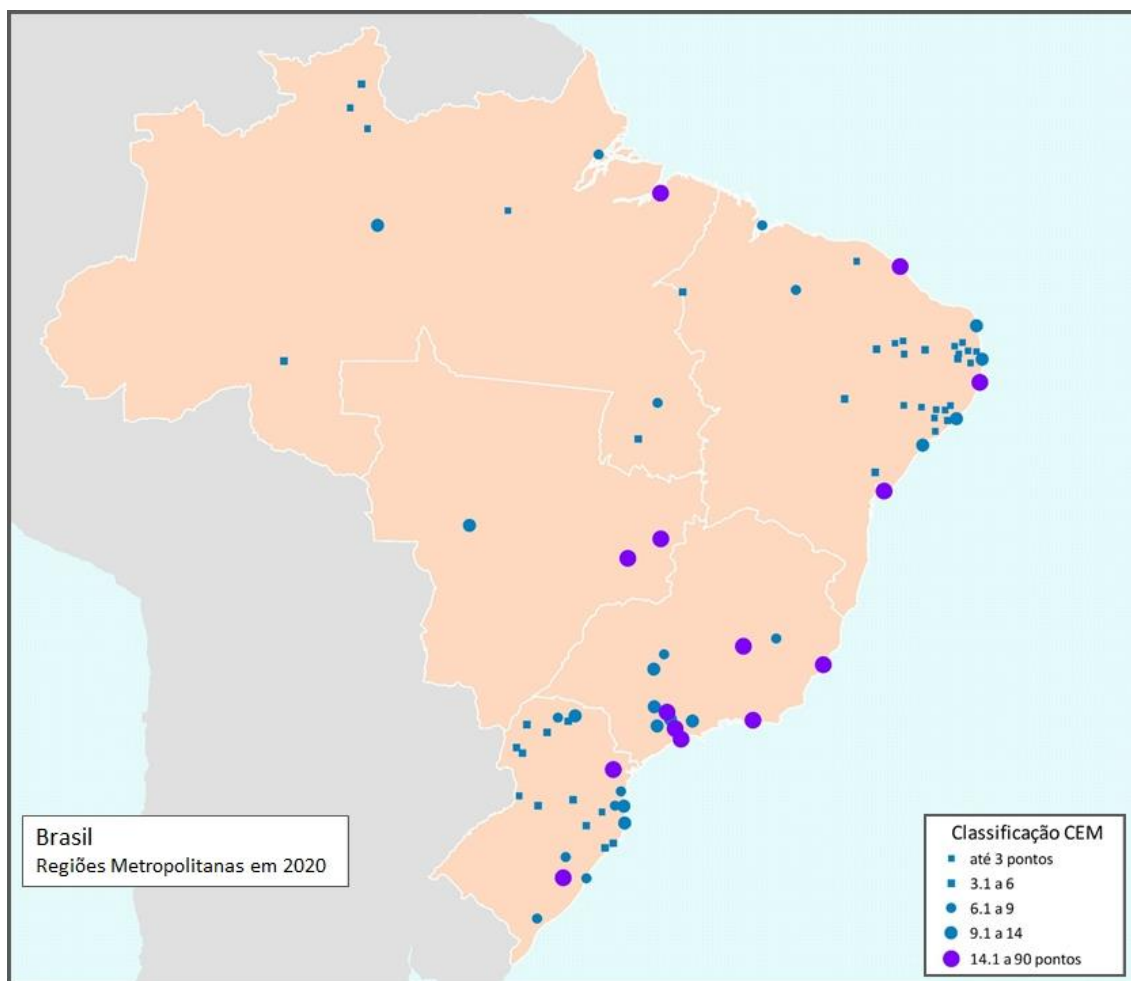 Brasil
Regiões Metropolitanas em 2020
Classificação CEM
até 3 pontos
3.1 a 6
6.1 a 9
9.1 a 14
14.1 a 90 pontos